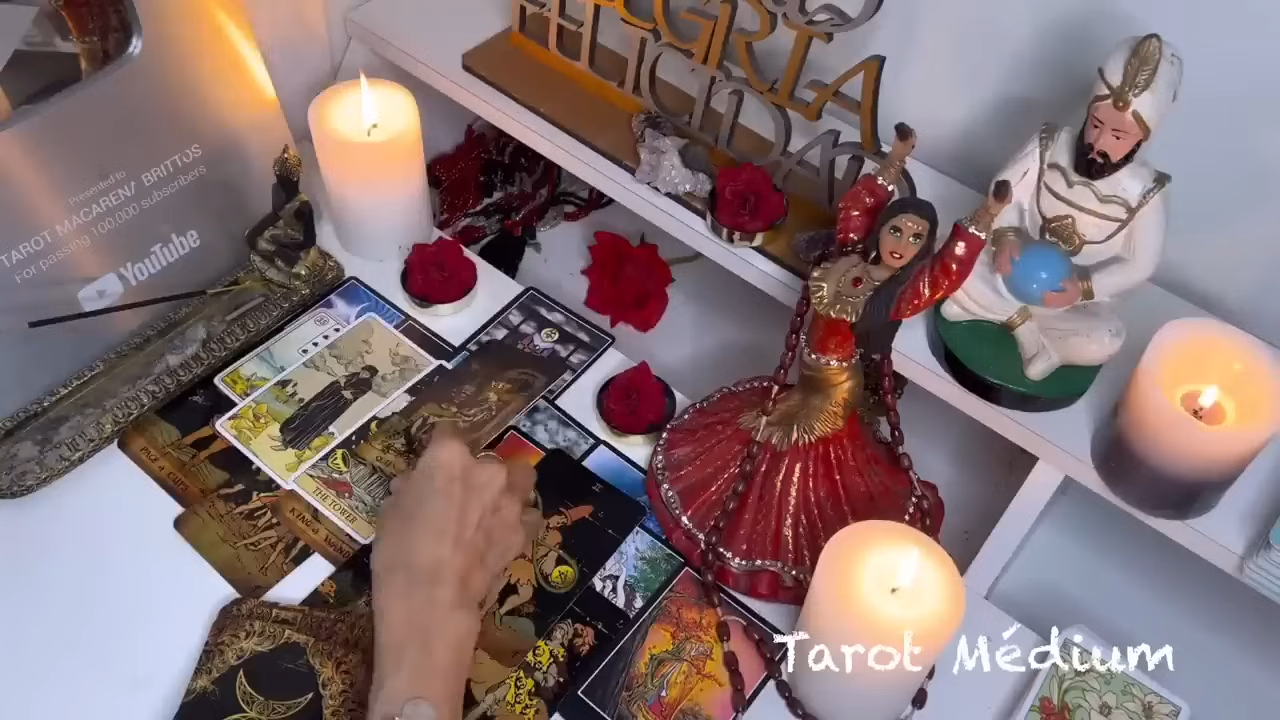 ALEGRIA
FELICIDA
Presented to
TAROT MACAREN/ BRITTOS
For passing 100,000 subscribers
YouTube
THE TOWER
PAGE of CUPS
KING of WANDS
Tarot Médium